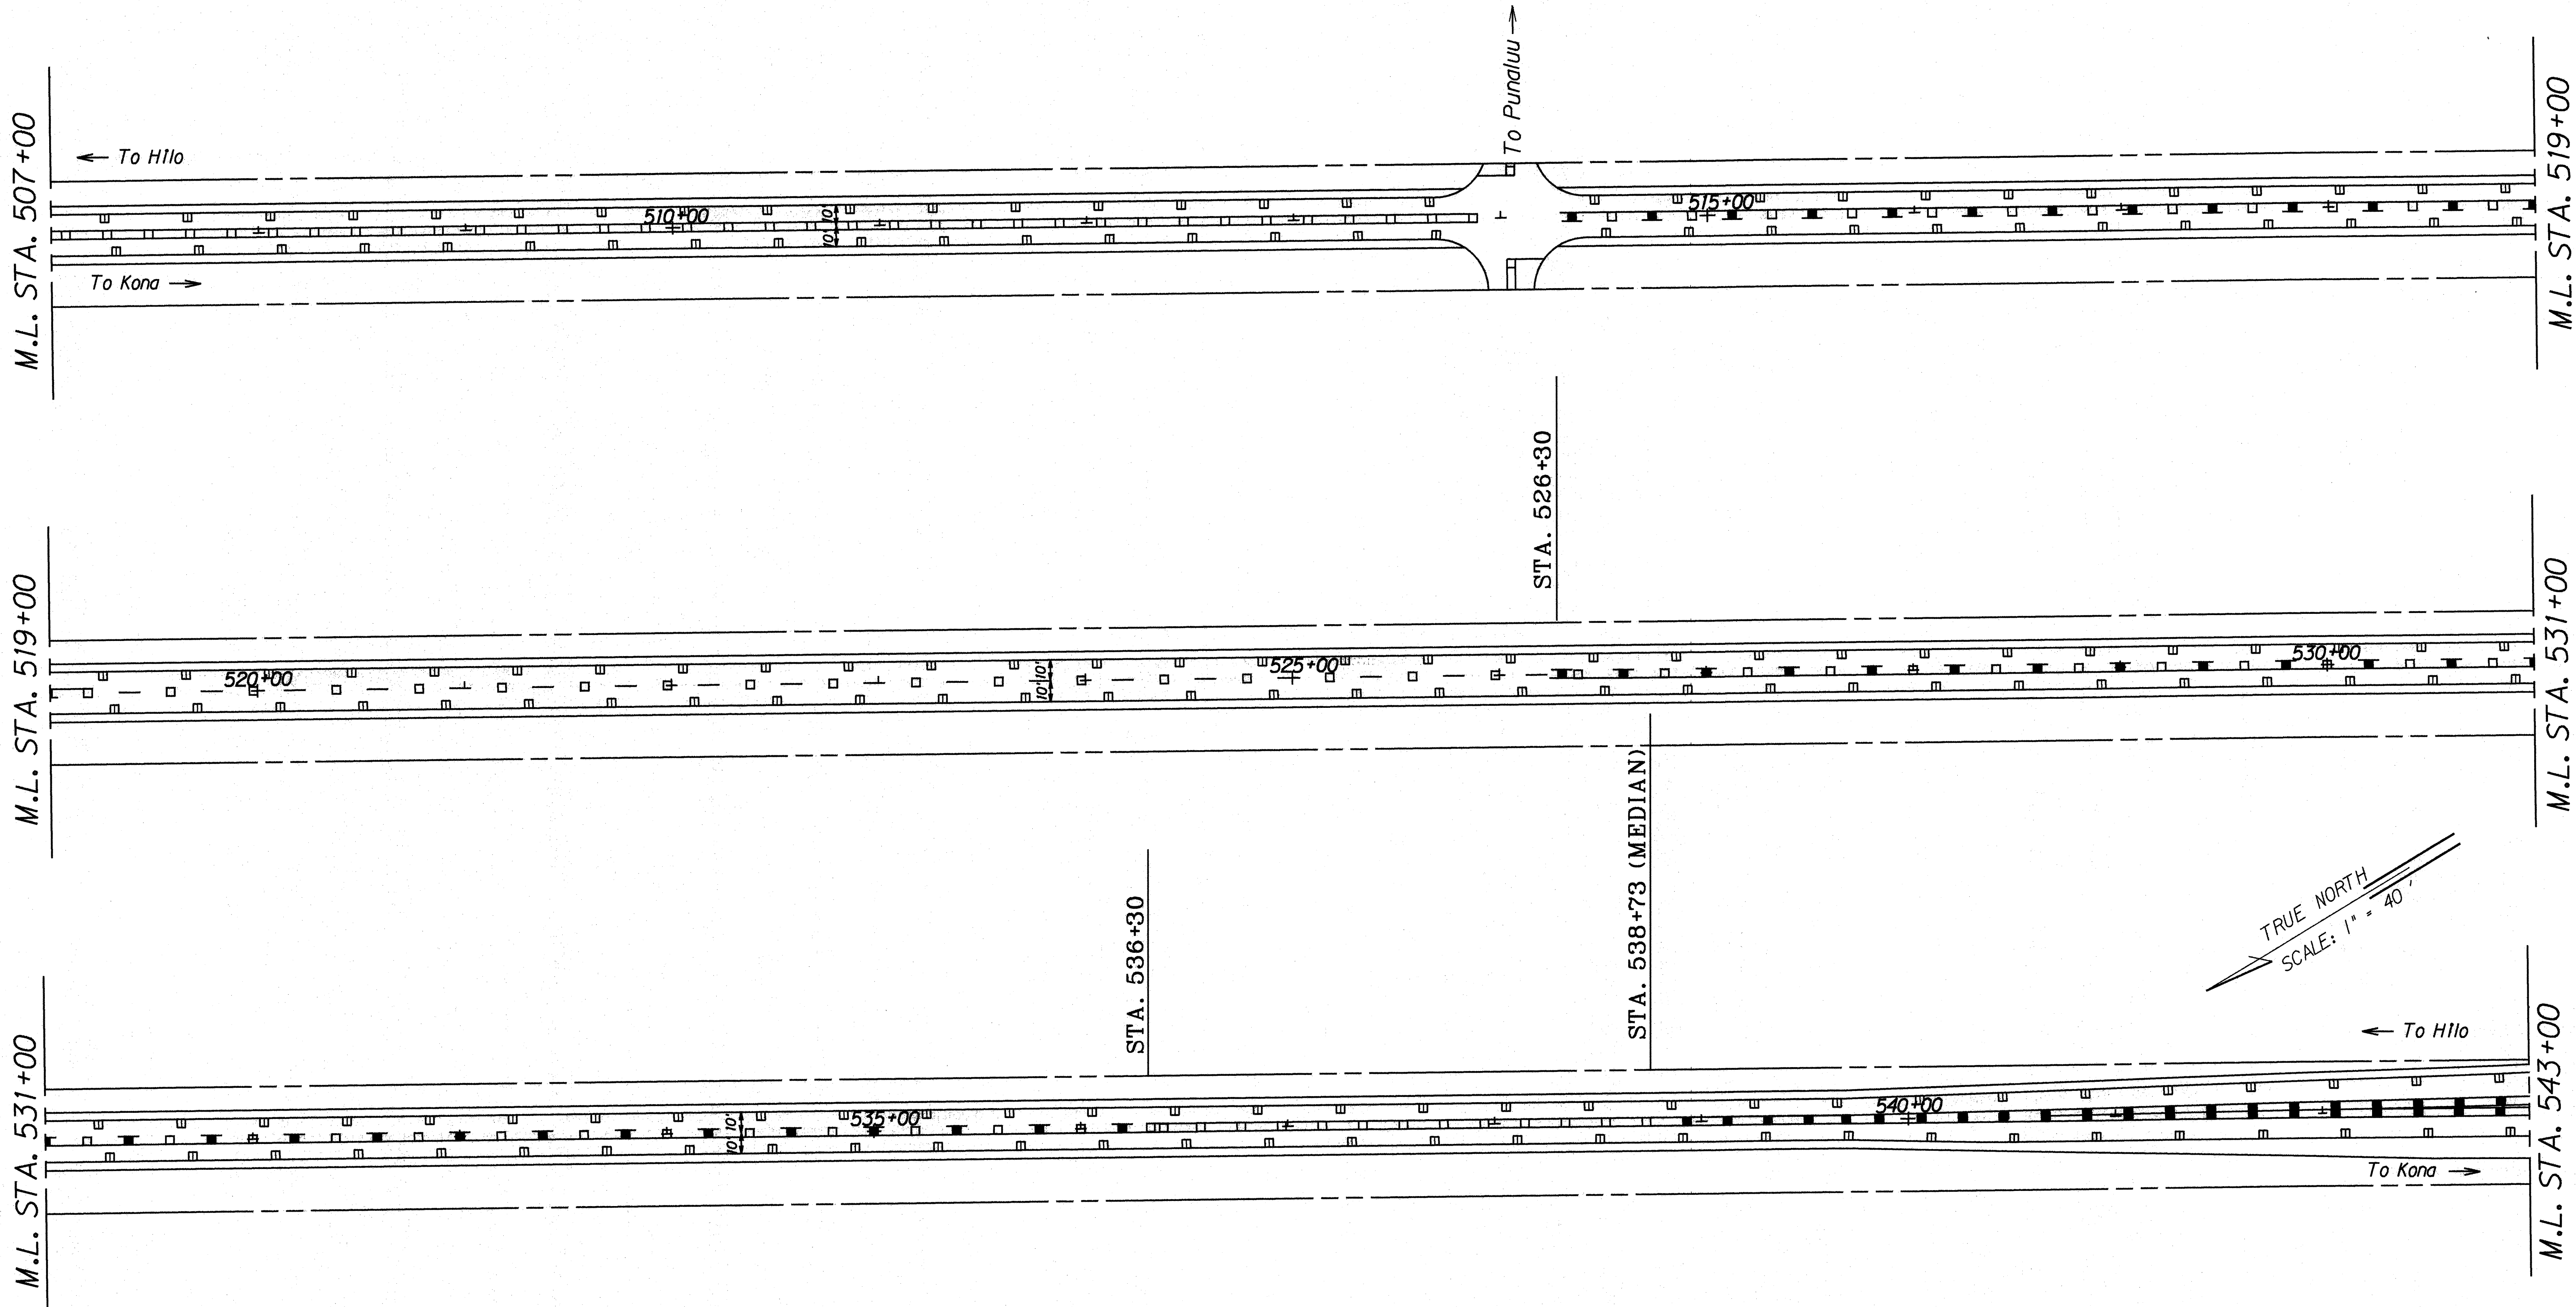 To Punaluu
M.L. STA. 507+00
To Hilo
510+00
10' 10'
515+00
To Kona
M.L. STA. 519+00
STA. 526+30
M.L. STA. 519+00
520+00
10' 10'
525+00
530+00
M.L. STA. 531+00
STA. 536+30
STA. 538+73 (MEDIAN)
TRUE NORTH
SCALE: 1" = 40'
M.L. STA. 531+00
10' 10'
535+00
540+00
To Hilo
To Kona
M.L. STA. 543+00